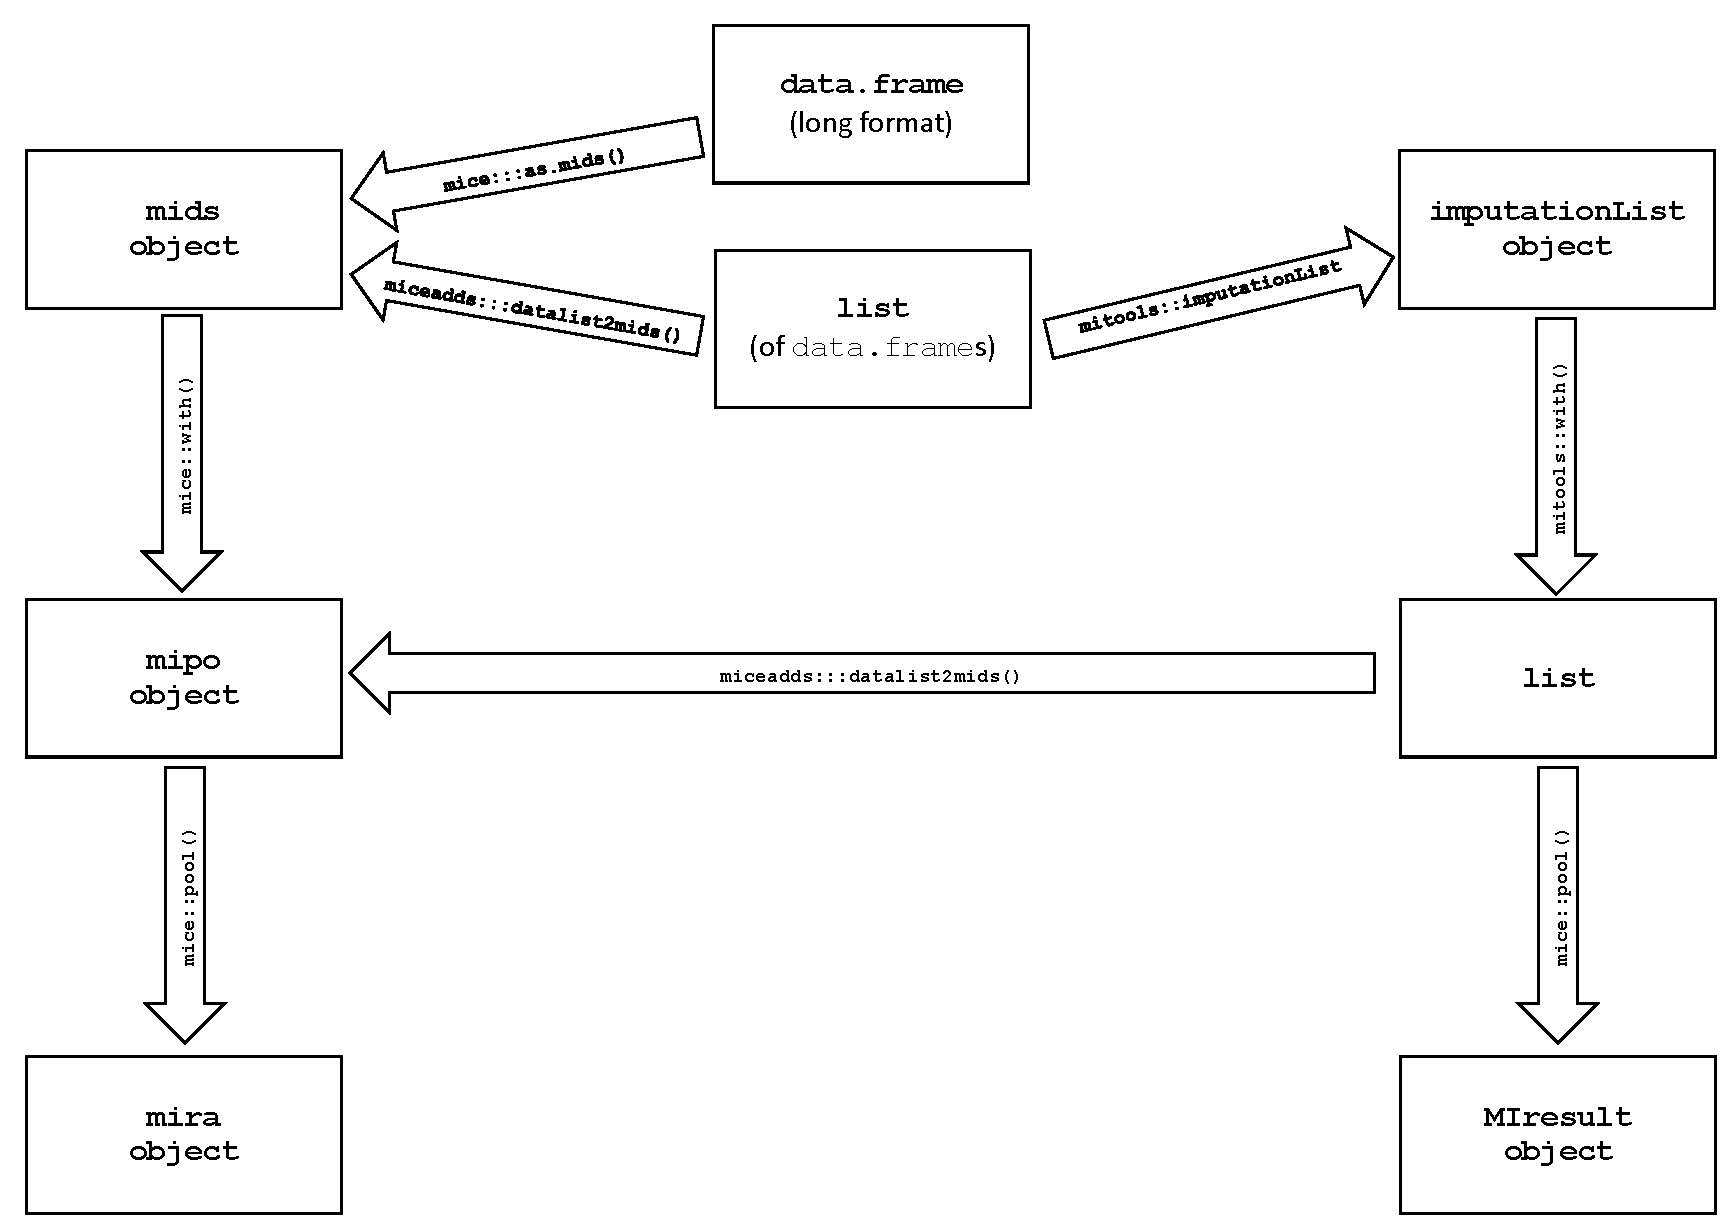 data.frame
(long format)
mice:::as.mids()
mids
object
imputationList
object
miceadds:::datalist2mids()
list
(of data.frames)
mitools::imputationList
mice::with()
mitools::with()
mipo
object
miceadds:::datalist2mids()
list
mice::pool()
mice::pool()
mira
object
MIresult
object